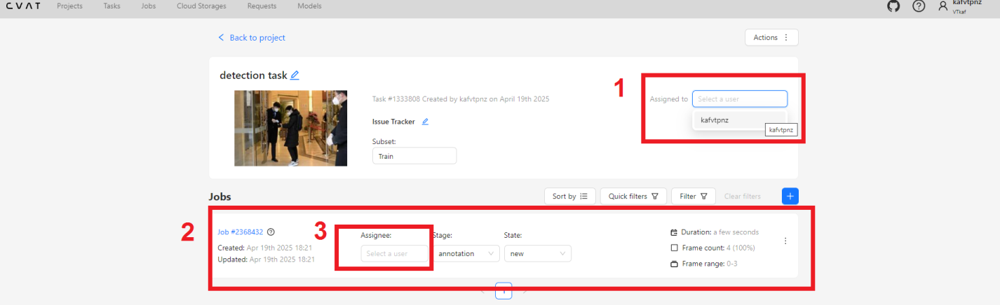 CVAT Projects Tasks Jobs Cloud Storages Requests Models kafvtpnz
VTkaf
Back to project Actions
detection task
1
Task #1333808 Created by kafvtpnz on April 19th 2025
Assigned to Select a user
kafvtpnz
kafvtpnz
Issue Tracker
Subset:
Train
Jobs Sort by Quick filters Filter Clear filters +
2
3
Job #2368432
Assignee: Stage: State:
Duration: a few seconds
Created: Apr 19th 2025 18:21
Select a user annotation new
Frame count: 4 (100%)
Updated: Apr 19th 2025 18:21
Frame range: 0-3
1